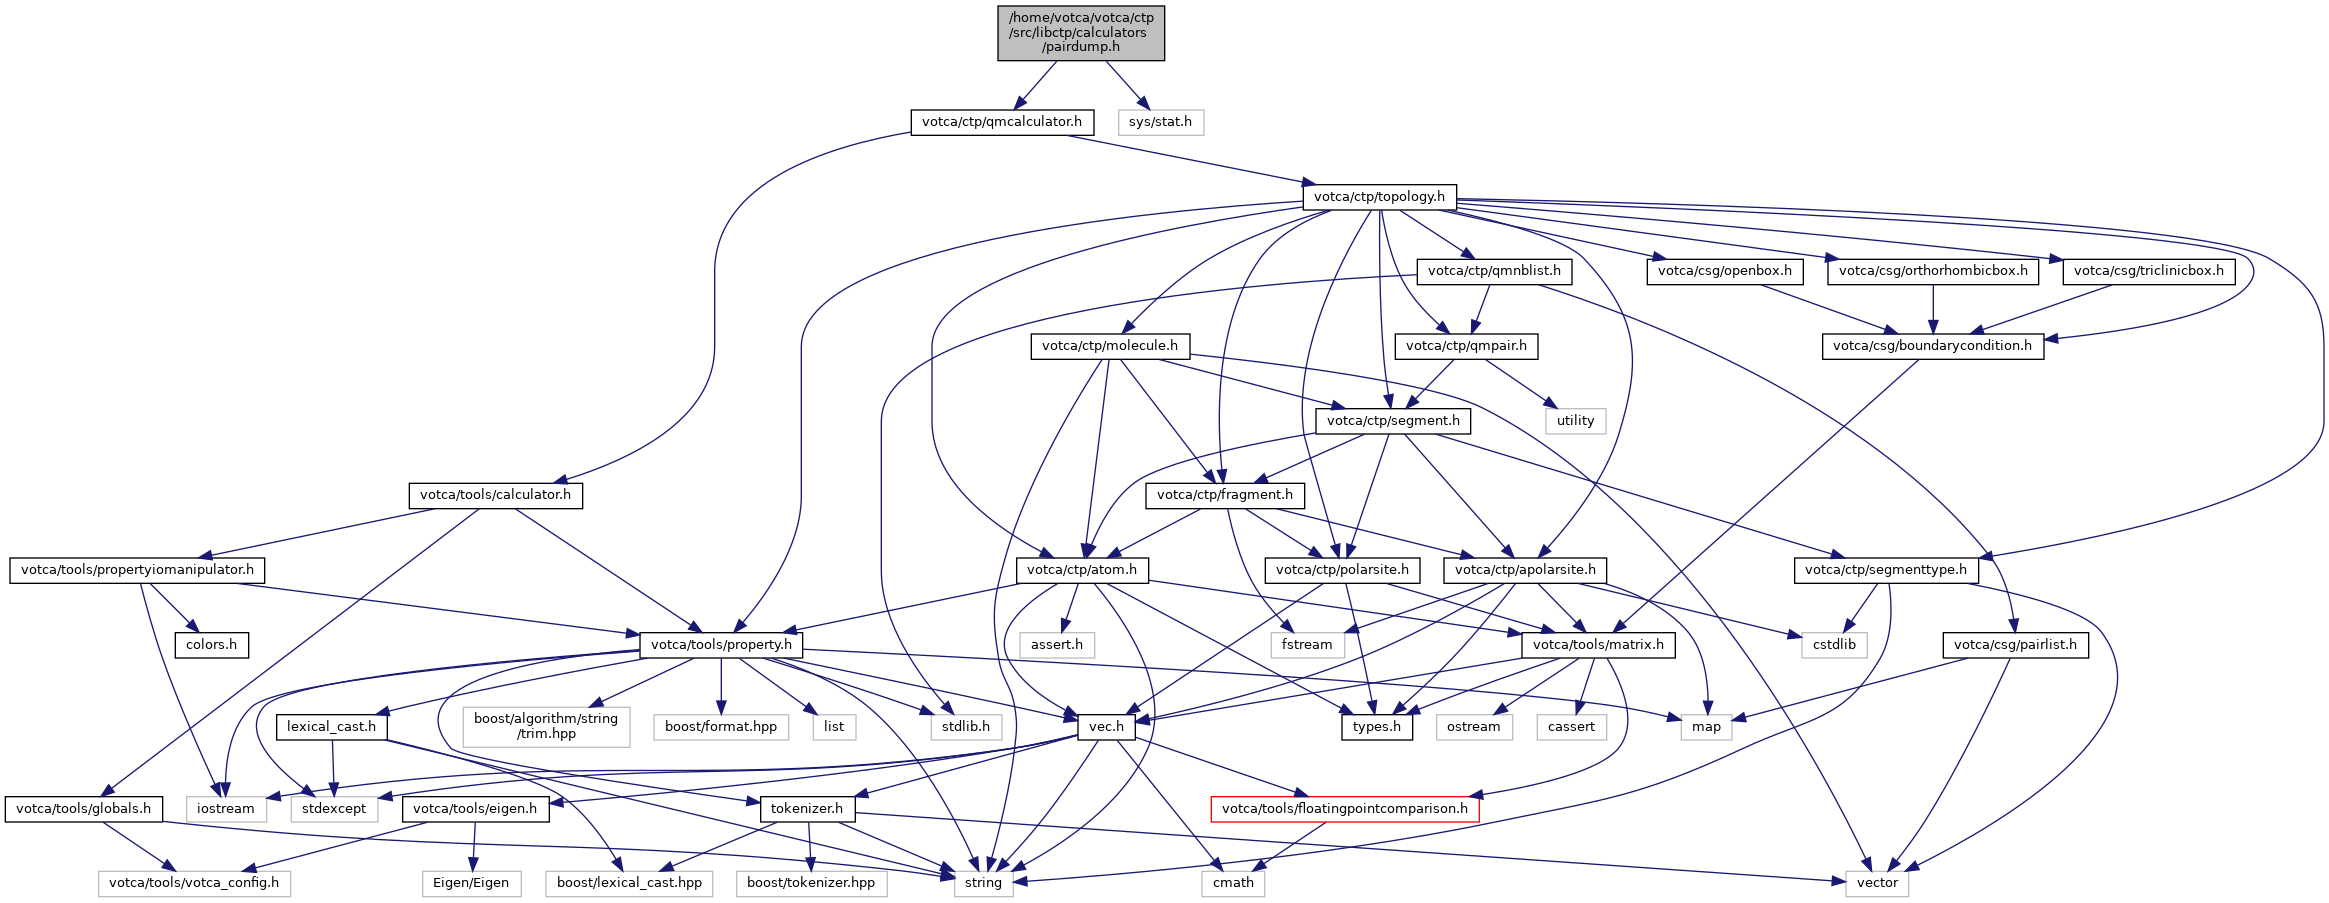 /home/votca/votca/ctp
/src/libctp/calculators
/pairdump.h
votca/ctp/qmcalculator.h
sys/stat.h
votca/ctp/topology.h
votca/ctp/qmnblist.h
votca/csg/openbox.h
votca/csg/orthorhombicbox.h
votca/csg/triclinicbox.h
votca/ctp/molecule.h
votca/ctp/qmpair.h
votca/csg/boundarycondition.h
votca/ctp/segment.h
utility
votca/tools/calculator.h
votca/ctp/fragment.h
votca/tools/propertyiomanipulator.h
votca/ctp/atom.h
votca/ctp/polarsite.h
votca/ctp/apolarsite.h
votca/ctp/segmenttype.h
colors.h
votca/tools/property.h
assert.h
fstream
votca/tools/matrix.h
cstdlib
votca/csg/pairlist.h
lexical_cast.h
boost/algorithm/string
/trim.hpp
boost/format.hpp
list
stdlib.h
vec.h
types.h
ostream
cassert
map
votca/tools/globals.h
iostream
stdexcept
votca/tools/eigen.h
tokenizer.h
votca/tools/floatingpointcomparison.h
votca/tools/votca_config.h
Eigen/Eigen
boost/lexical_cast.hpp
boost/tokenizer.hpp
string
cmath
vector